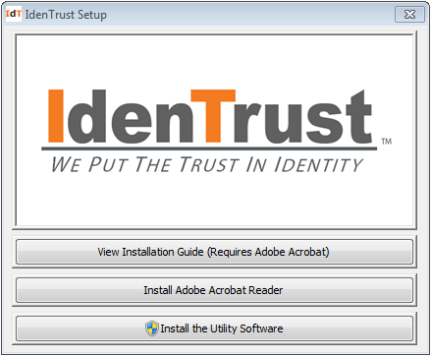 IdT IdenTrust Setup
IdenTrust™
WE PUT THE TRUST IN IDENTITY
View Installation Guide (Requires Adobe Acrobat)
Install Adobe Acrobat Reader
Install the Utility Software